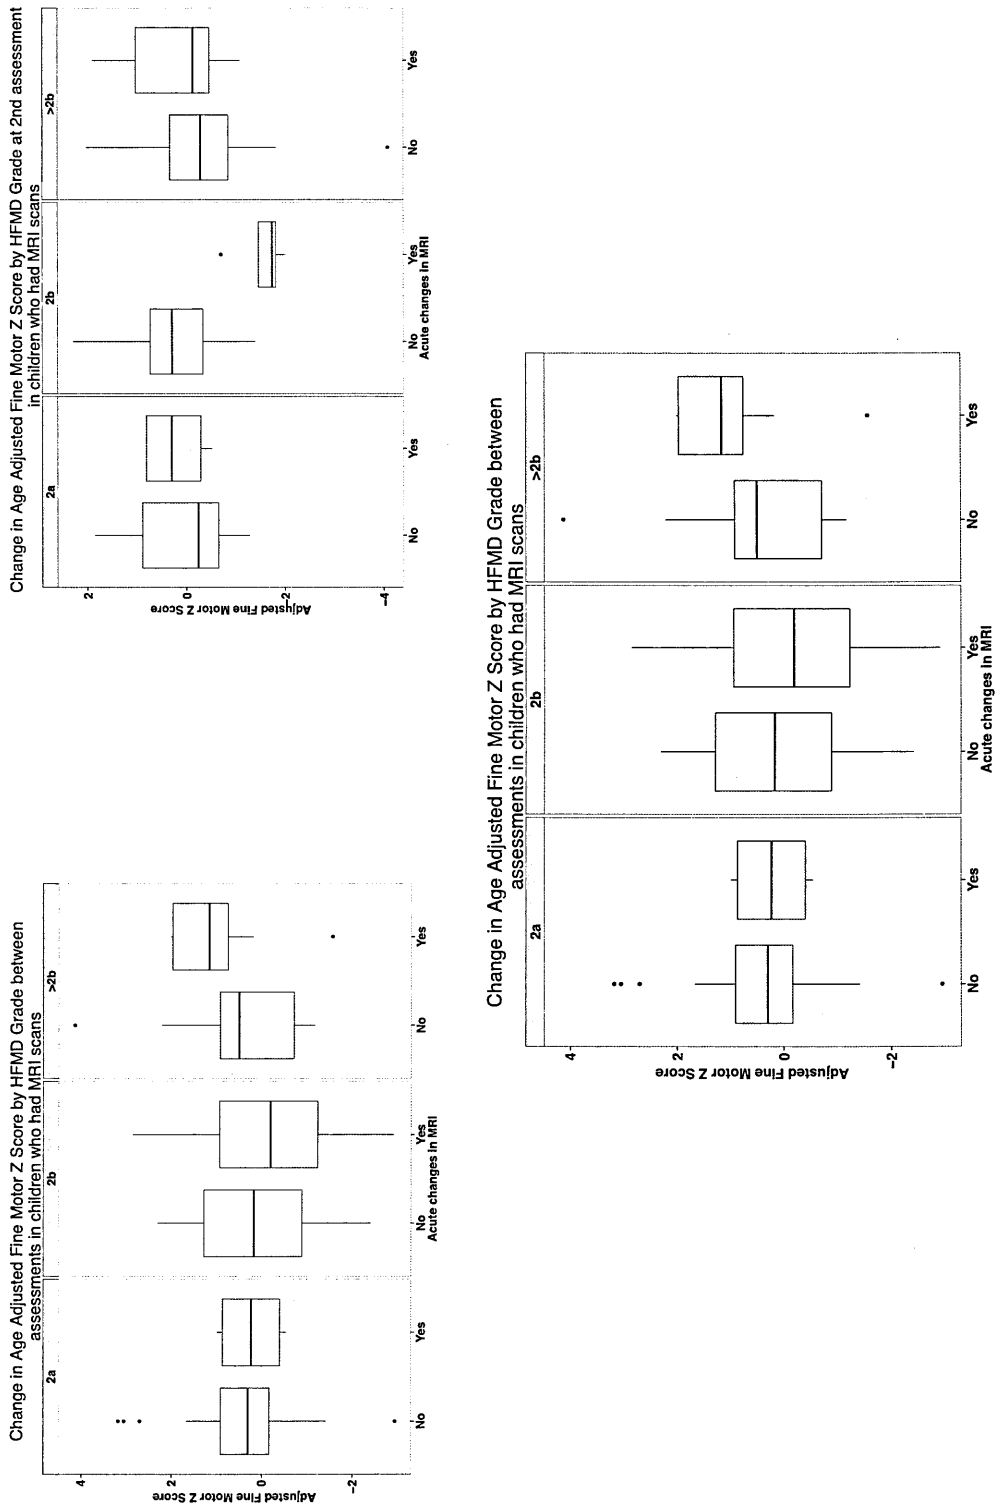 Change in Age Adjusted Fine Motor Z Score by HFMD Grade between
assessments in children who had MRI scans
2a
2b
>2b
4
2
0
−2
Adjusted Fine Motor Z Score
No
Yes
No
Yes
No
Yes
Acute changes in MRI
Change in Age Adjusted Fine Motor Z Score by HFMD Grade at 2nd assessment
in children who had MRI scans
2a
2b
>2b
2
0
−2
−4
Adjusted Fine Motor Z Score
No
Yes
No
Yes
No
Yes
Acute changes in MRI
Change in Age Adjusted Fine Motor Z Score by HFMD Grade between
assessments in children who had MRI scans
2a
2b
>2b
4
2
0
−2
Adjusted Fine Motor Z Score
No
Yes
No
Yes
No
Yes
Acute changes in MRI